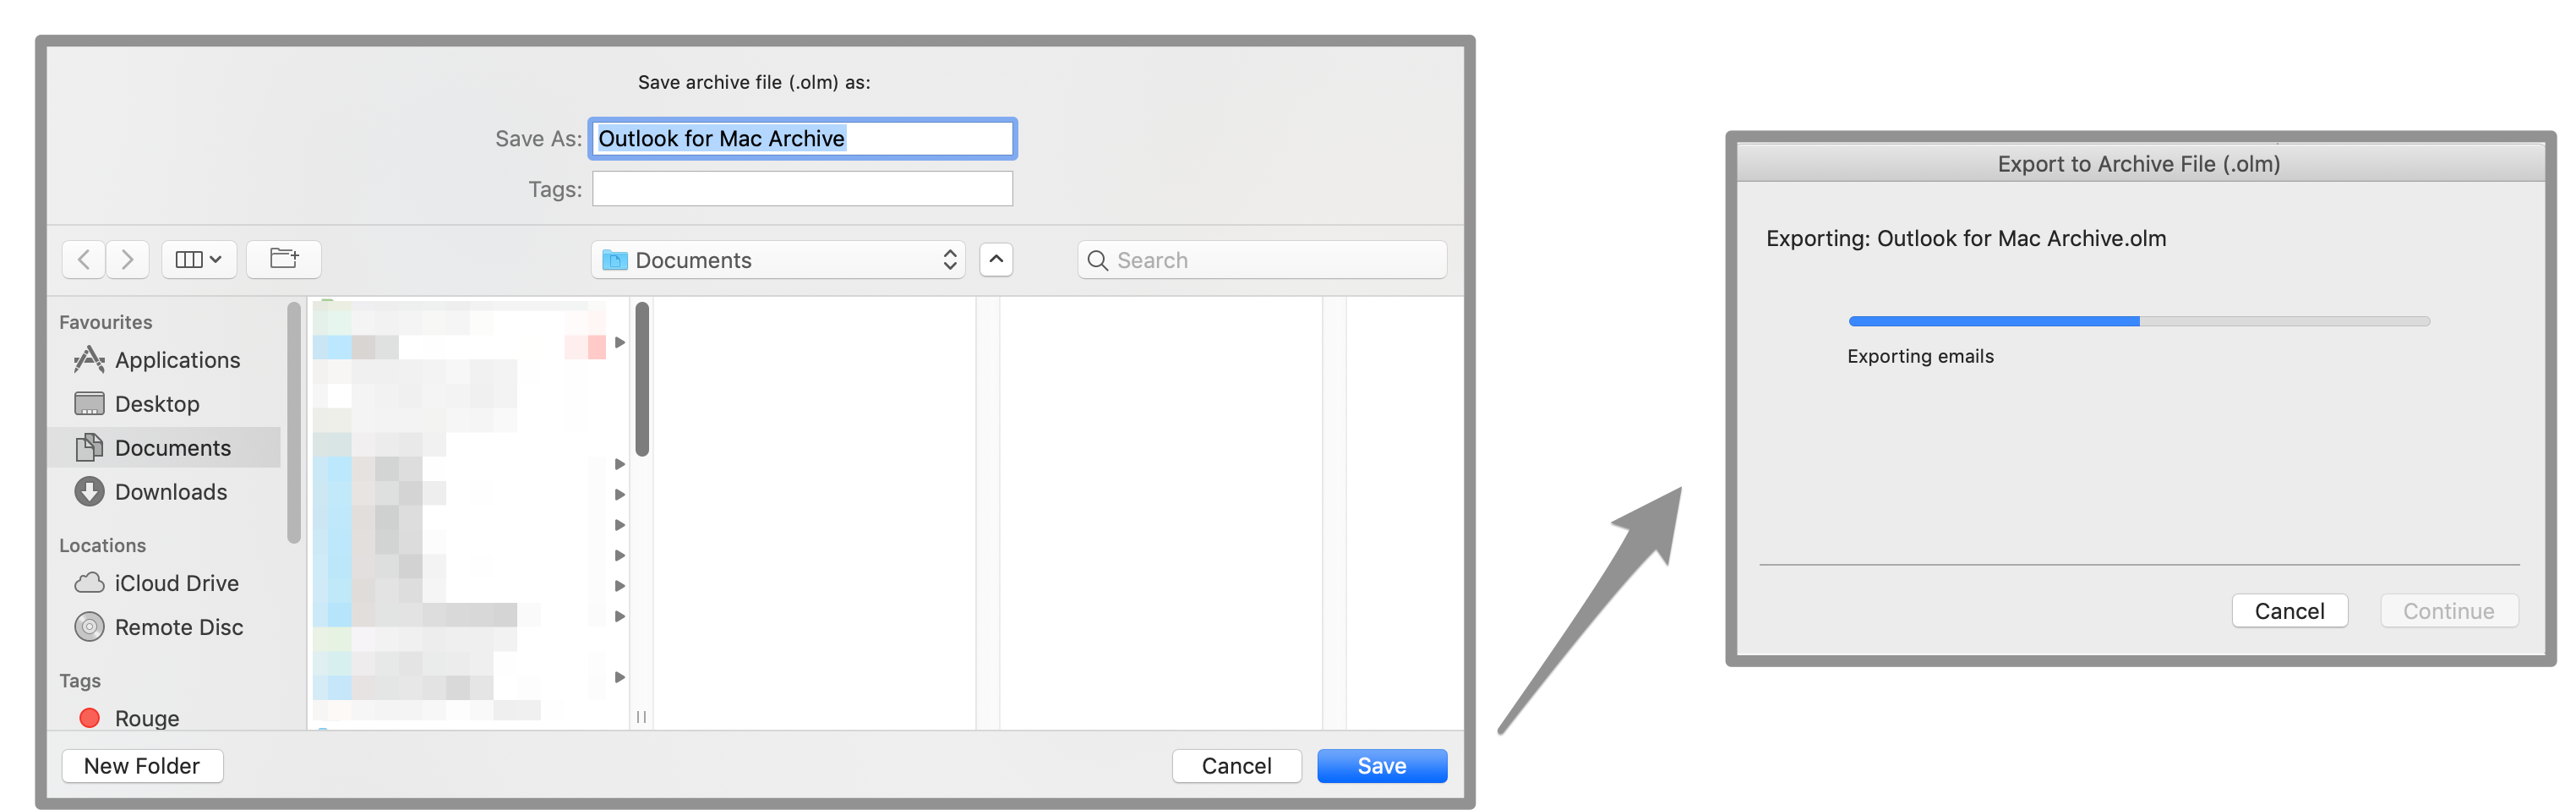 Save archive file (.olm) as:
Save As: Outlook for Mac Archive
Tags:
Documents
Search
Favourites
Applications
Desktop
Documents
Downloads
Locations
iCloud Drive
Remote Disc
Tags
Rouge
New Folder
Cancel
Save
Export to Archive File (.olm)
Exporting: Outlook for Mac Archive.olm
Exporting emails
Cancel
Continue